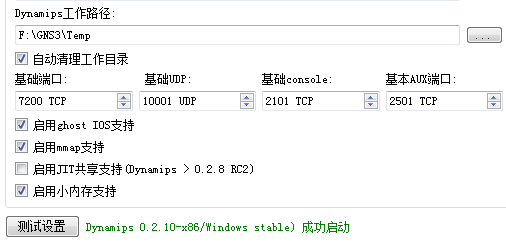 Dynamips工作路径:
F:\GNS3\Temp
...
自动清理工作目录
基础端口: 基础UDP: 基础console: 基本AUX端口:
7200 TCP 10001 UDP 2101 TCP 2501 TCP
启用ghost IOS支持
启用mmap支持
启用JIT共享支持(Dynamips > 0.2.8 RC2)
启用小内存支持
测试设置 Dynamips 0.2.10-x86/Windows stable) 成功启动